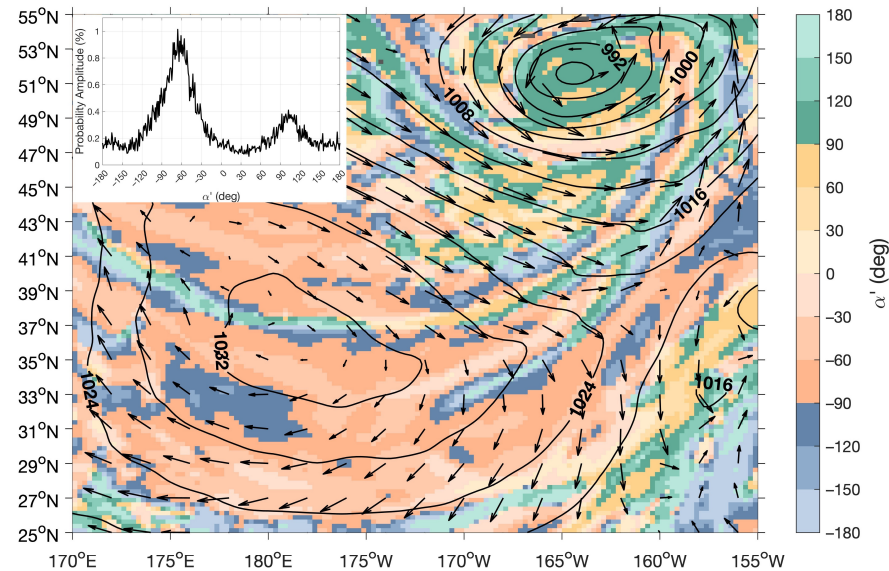 55°N
53°N
51°N
49°N
47°N
45°N
43°N
41°N
39°N
37°N
35°N
33°N
31°N
29°N
27°N
25°N
170°E
175°E
180°E
175°W
170°W
165°W
160°W
155°W
Probability Amplitude (%)
1
0.8
0.6
0.4
0.2
0
−180
−150
−120
−90
−60
−30
0
30
60
90
120
150
180
α' (deg)
992
1000
1008
1016
1032
1024
1024
1016
180
150
120
90
60
30
0
−30
−60
−90
−120
−150
−180
α' (deg)